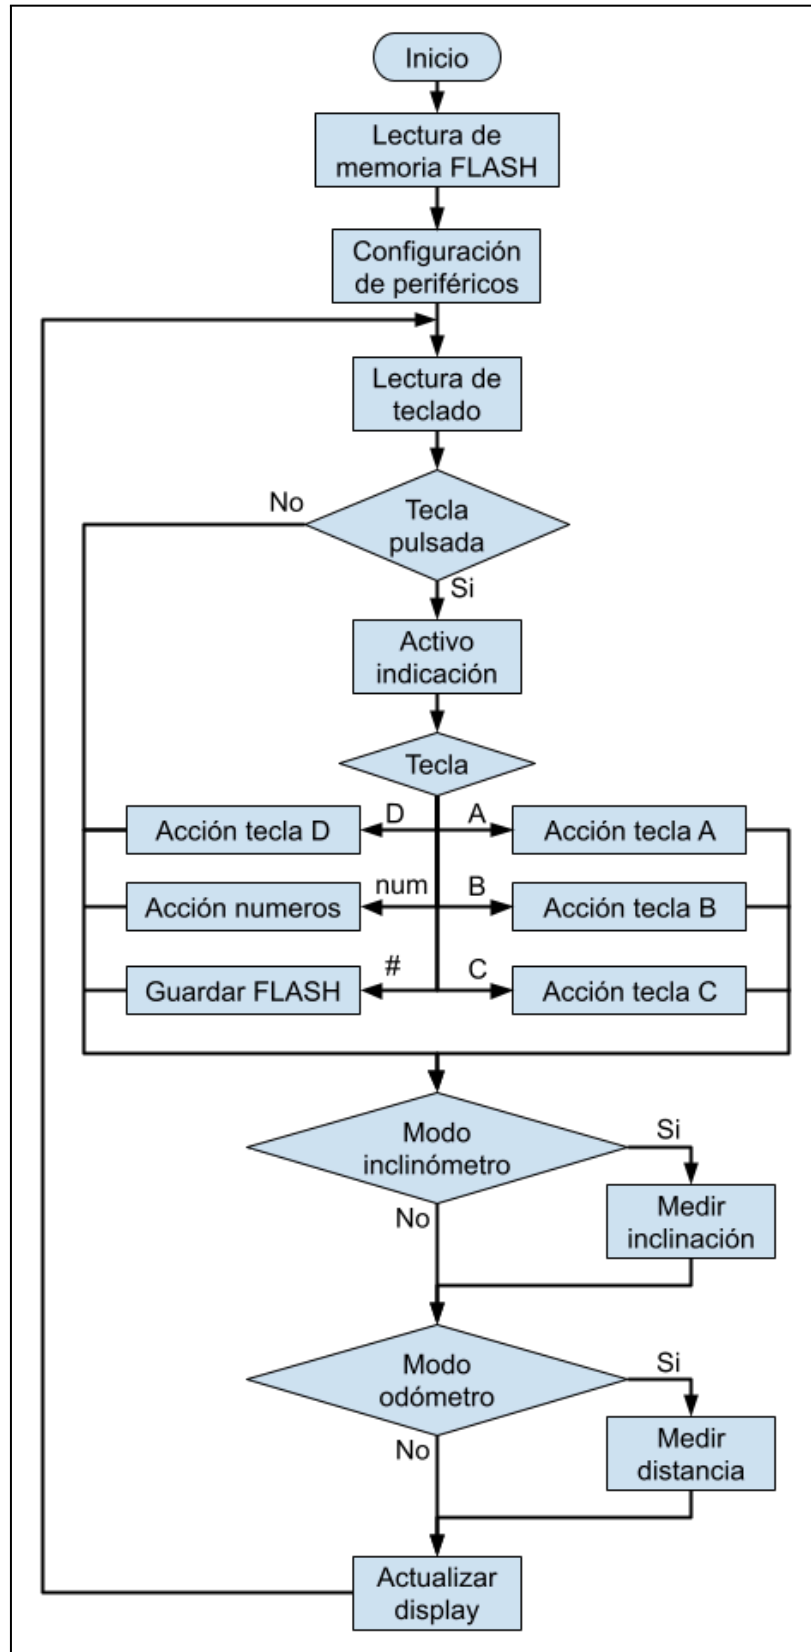 Inicio
Lectura de
memoria FLASH
Configuración
de periféricos
Lectura de
teclado
No
Tecla
pulsada
Si
Activo
indicación
Tecla
Acción tecla D
D
A
Acción tecla A
Acción numeros
num
B
Acción tecla B
Guardar FLASH
#
C
Acción tecla C
Modo
inclinómetro
Si
No
Medir
inclinación
Modo
odómetro
Si
No
Medir
distancia
Actualizar
display